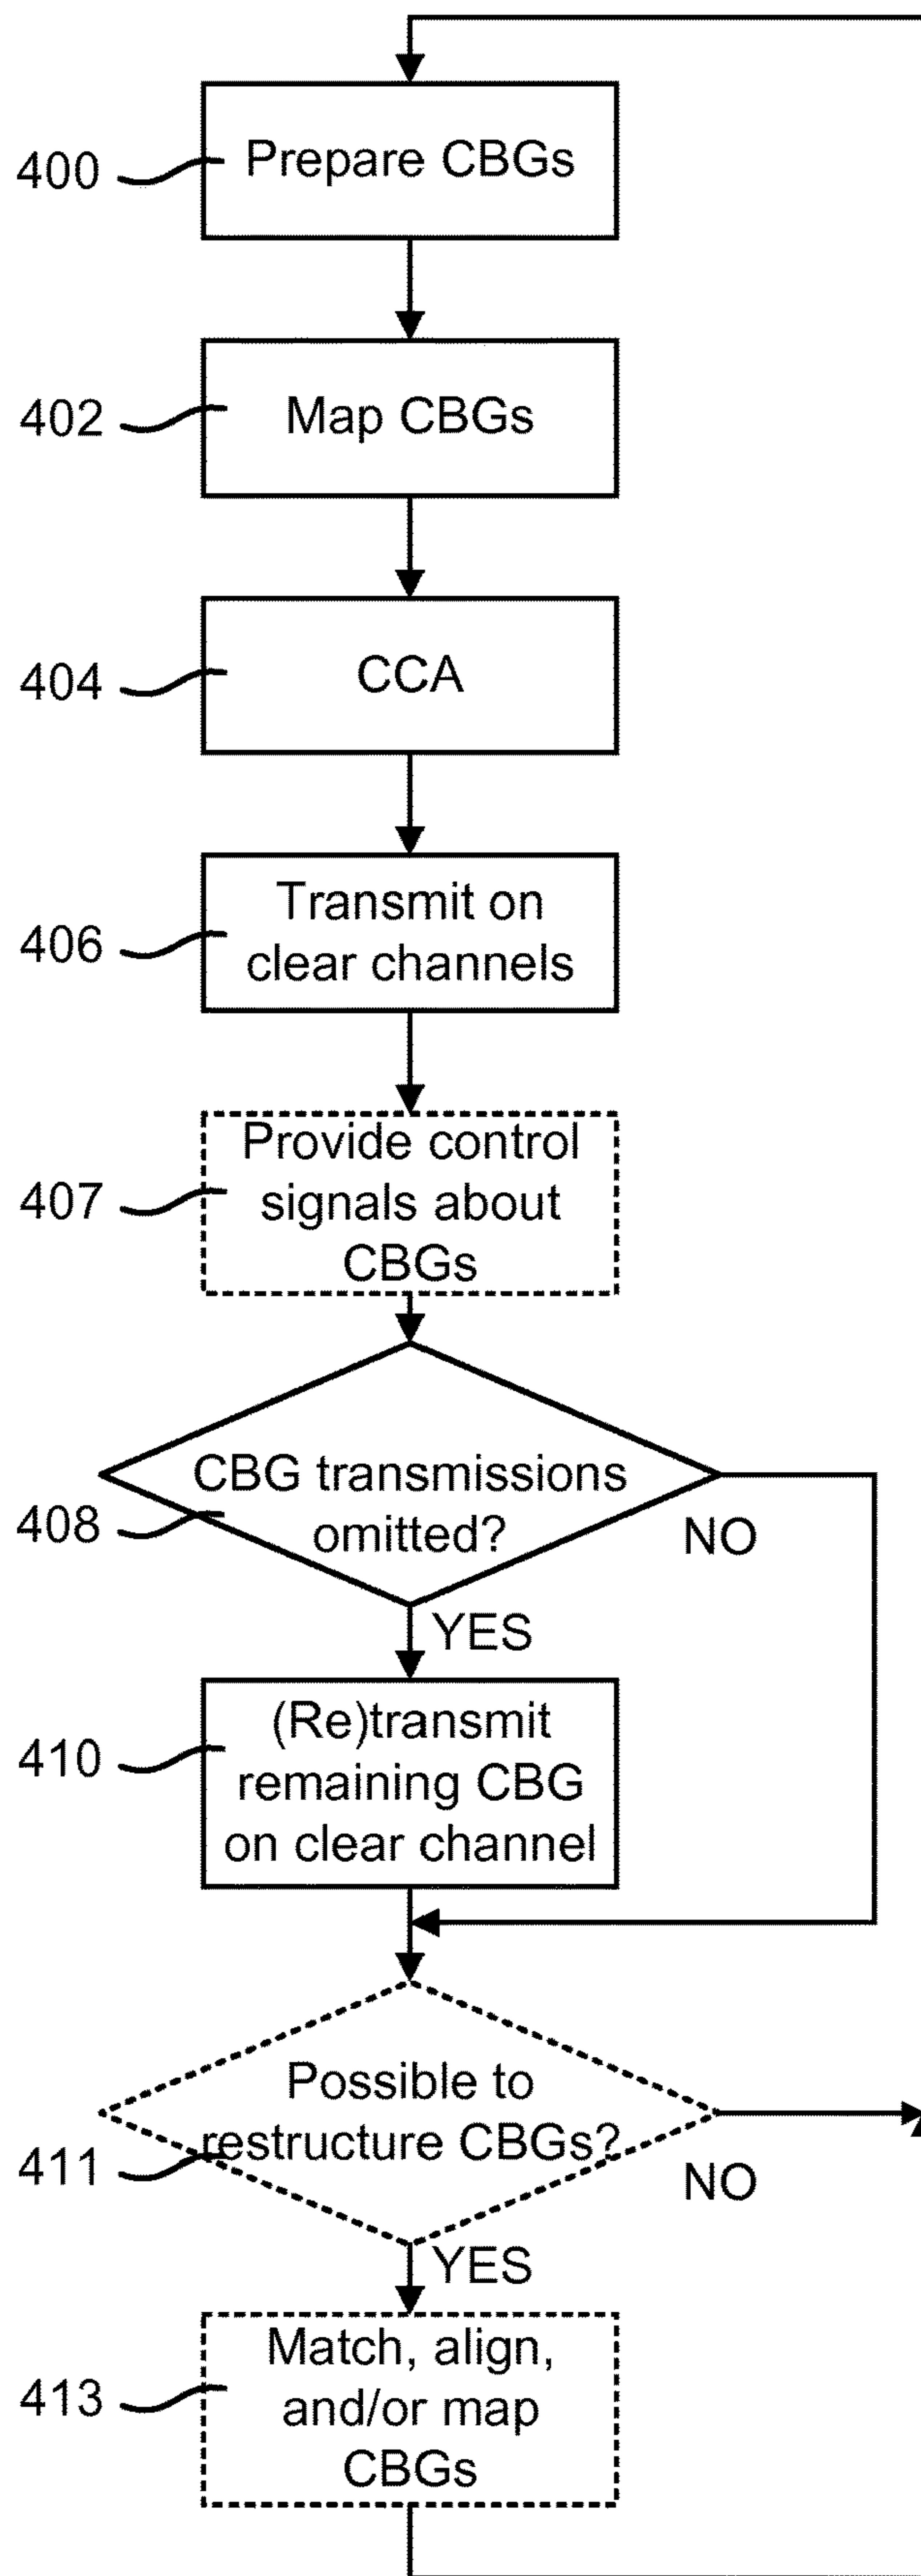 400
Prepare CBGs
402
Map CBGs
404
CCA
406
Transmit on
clear channels
407
Provide control
signals about
CBGs
408
CBG transmissions
omitted?
NO
YES
410
(Re)transmit
remaining CBG
on clear channel
411
Possible to
restructure CBGs?
NO
YES
413
Match, align,
and/or map
CBGs